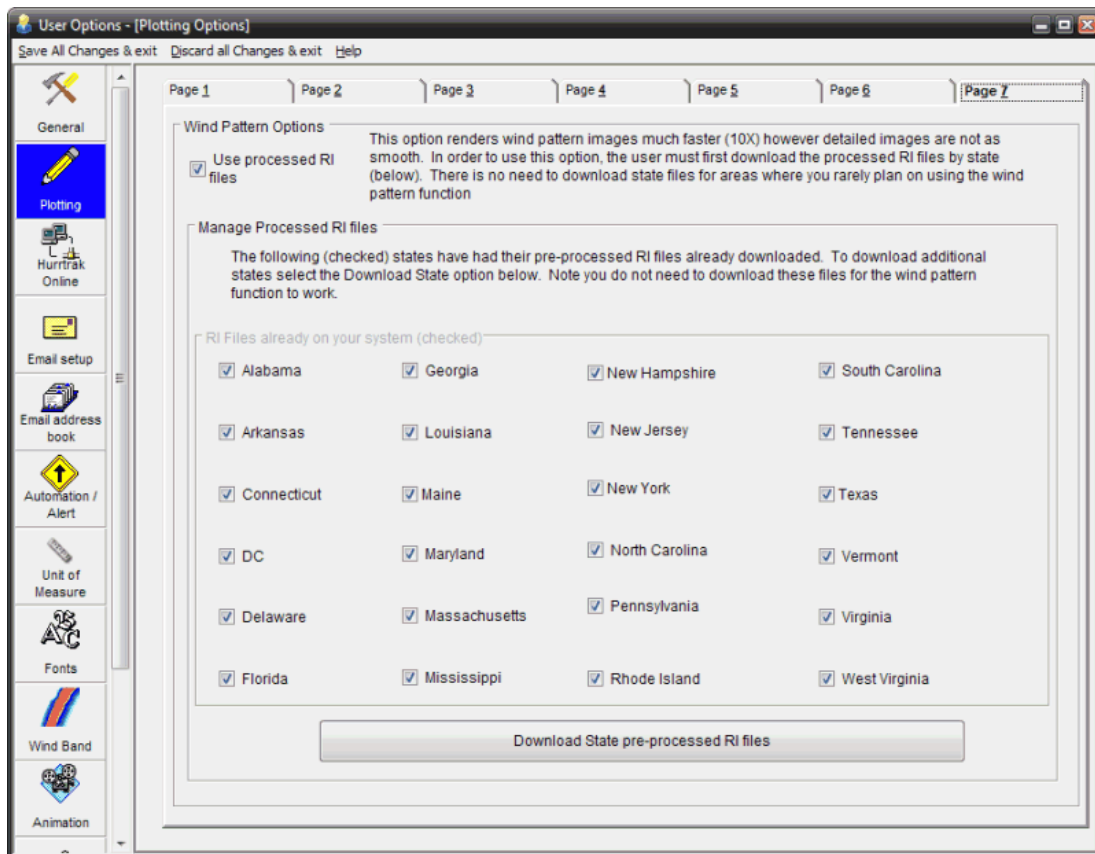 User Options - [Plotting Options]
Save All Changes & exit Discard all Changes & exit Help
General
Plotting
Hurrtrak
Online
Email setup
Email address
book
Automation /
Alert
Unit of
Measure
Fonts
Wind Band
Animation
Page 1 Page 2 Page 3 Page 4 Page 5 Page 6 Page 7
Wind Pattern Options
Use processed RI
files
This option renders wind pattern images much faster (10X) however detailed images are not as
smooth. In order to use this option, the user must first download the processed RI files by state
(below). There is no need to download state files for areas where you rarely plan on using the wind
pattern function
Manage Processed RI files
The following (checked) states have had their pre-processed RI files already downloaded. To download additional
states select the Download State option below. Note you do not need to download these files for the wind pattern
function to work.
RI Files already on your system (checked)
Alabama Georgia New Hampshire South Carolina
Arkansas Louisiana New Jersey Tennessee
Connecticut Maine New York Texas
DC Maryland North Carolina Vermont
Delaware Massachusetts Pennsylvania Virginia
Florida Mississippi Rhode Island West Virginia
Download State pre-processed RI files